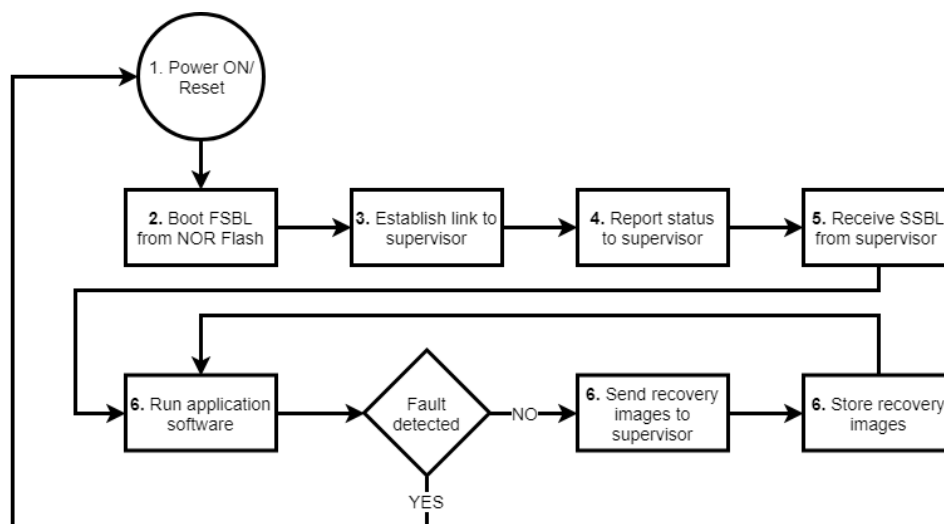 1. Power ON/
Reset
2. Boot FSBL
from NOR Flash
3. Establish link to
supervisor
4. Report status
to supervisor
5. Receive SSBL
from supervisor
6. Run application
software
Fault
detected
NO
6. Send recovery
images to
supervisor
6. Store recovery
images
YES